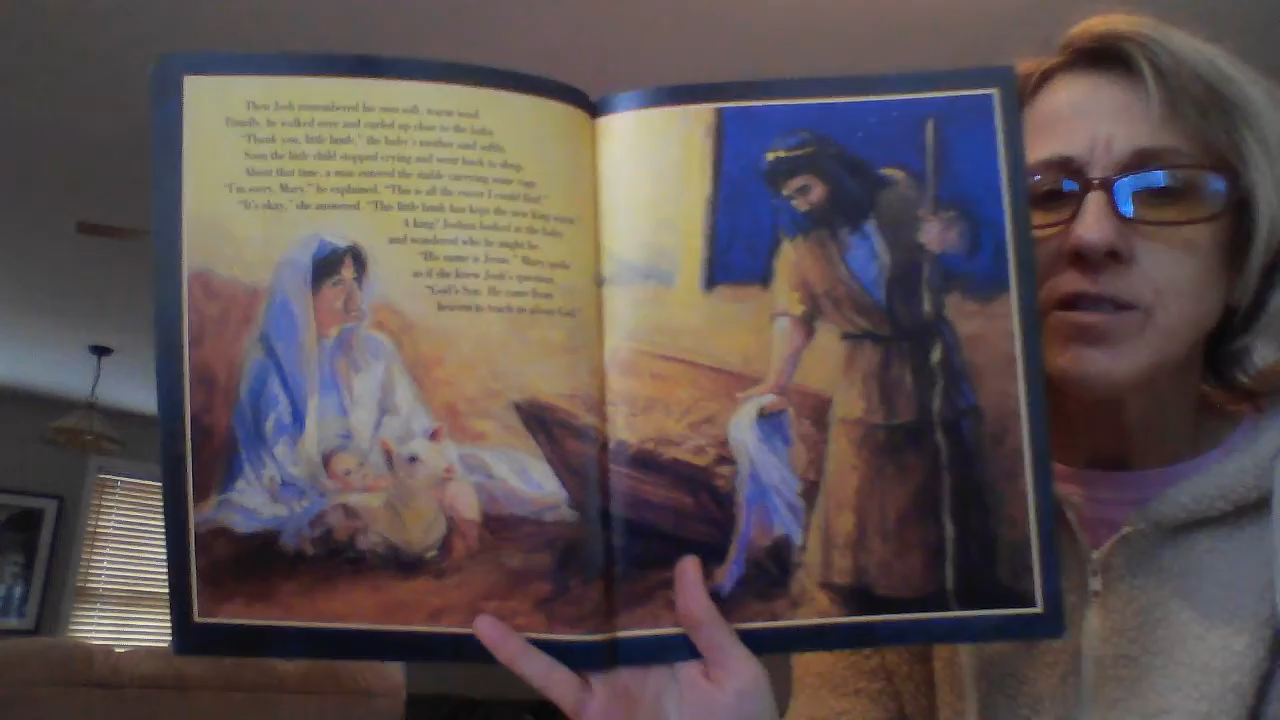 Then Josh remembered his own soft, warm wool.
Finally, he walked over and curled up close to the baby.
"Thank you, little lamb," the baby's mother said softly.
Soon the little child stopped crying and went back to sleep.
About that time, a man entered the stable carrying some rags.
"I'm sorry, Mary," he explained. "This is all the cover I could find."
"It's okay," she answered. "This little lamb has kept the new king warm."
A king? Joshua looked at the baby
and wondered who he might be.
"His name is Jesus," Mary spoke
as if she knew Josh's question.
"God's Son. He came from
heaven to teach us about God."